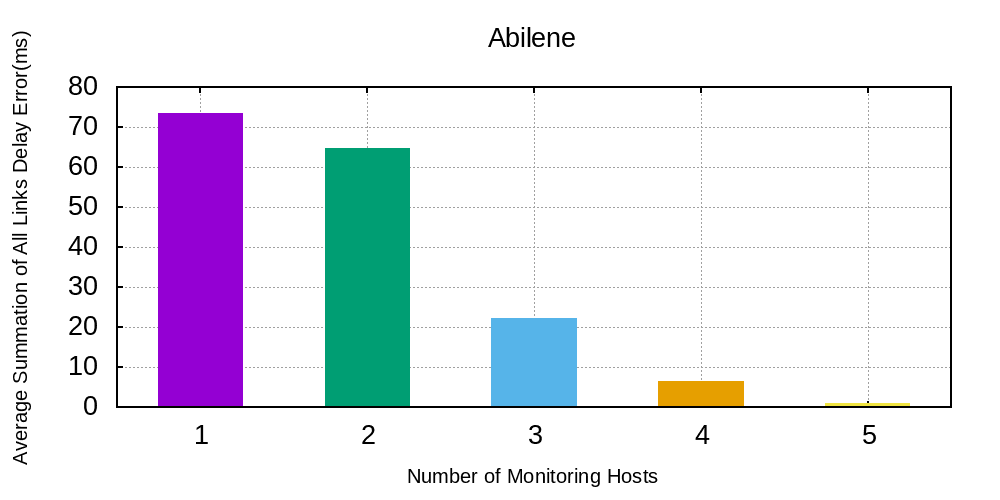 Abilene
Average Summation of All Links Delay Error(ms)
80
70
60
50
40
30
20
10
0
1 2 3 4 5
Number of Monitoring Hosts